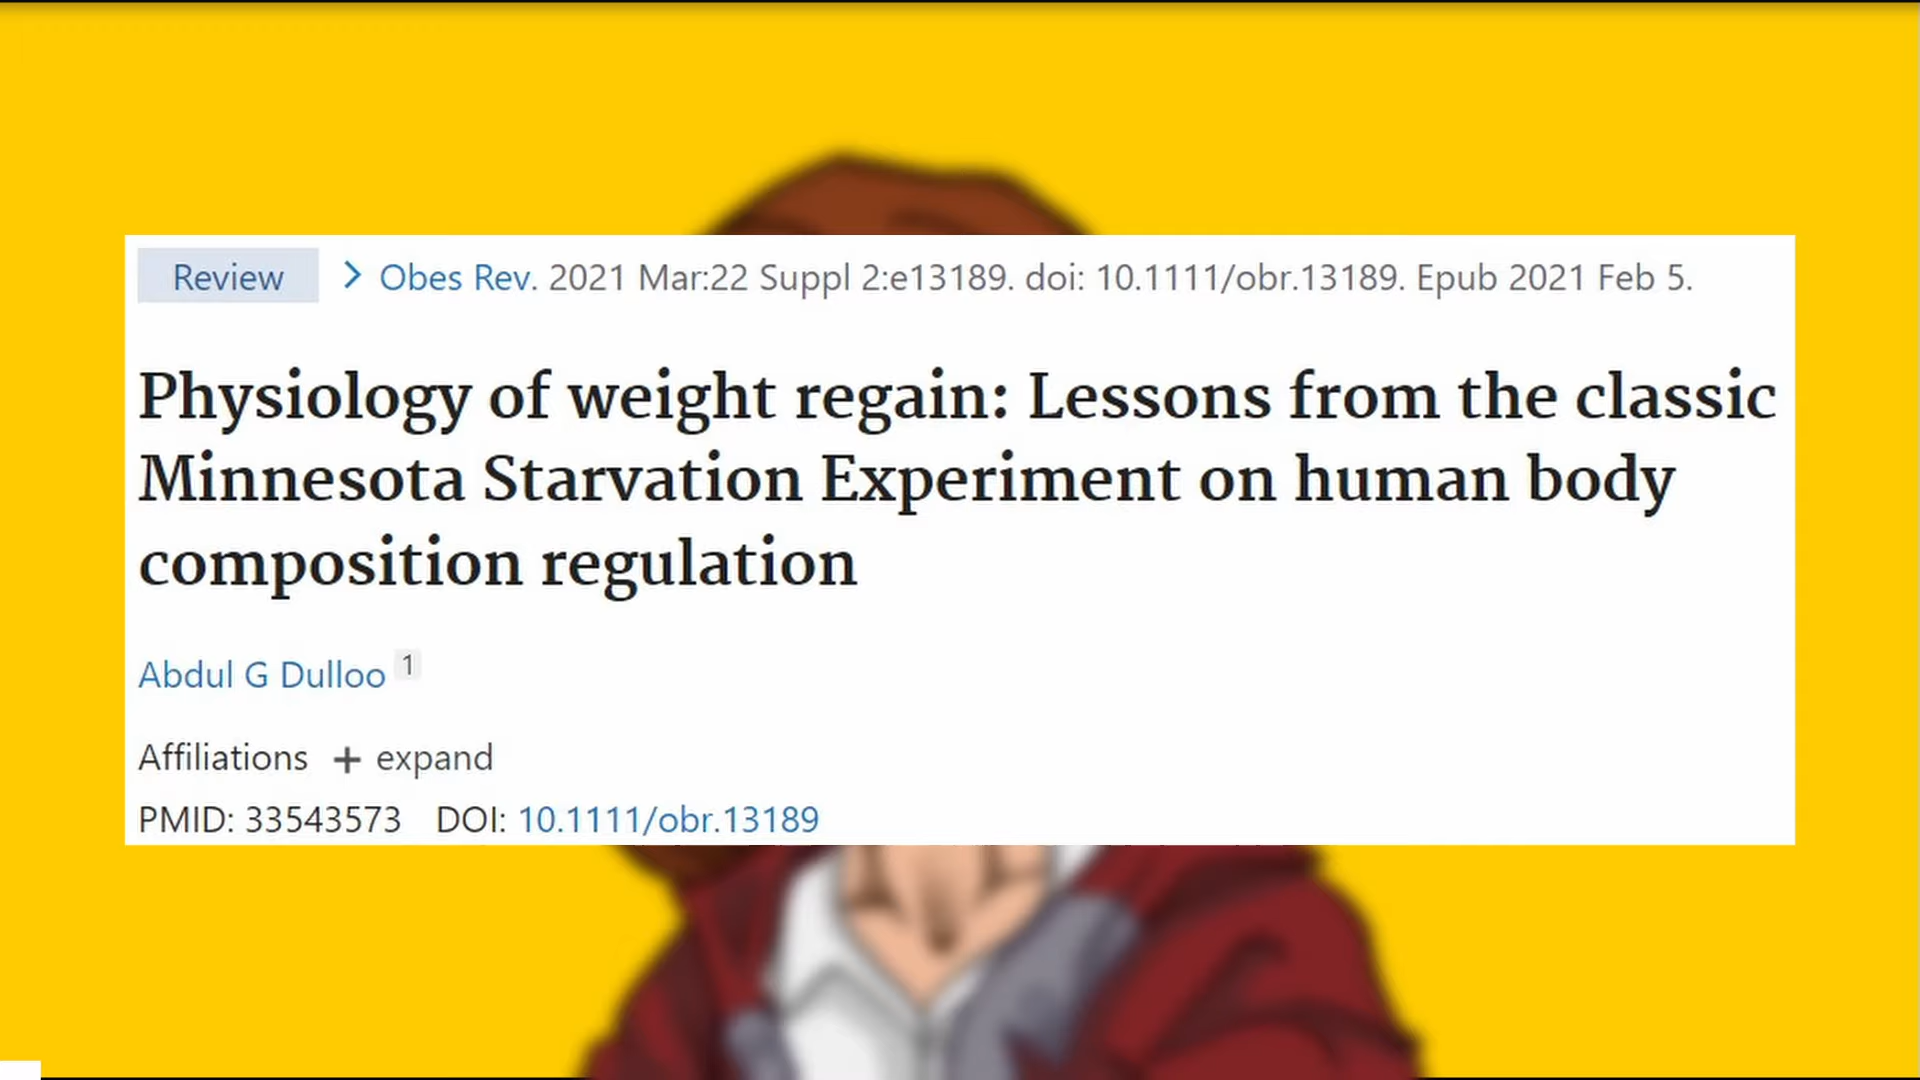 Review > Obes Rev. 2021 Mar:22 Suppl 2:e13189. doi: 10.1111/obr.13189. Epub 2021 Feb 5.
Physiology of weight regain: Lessons from the classic
Minnesota Starvation Experiment on human body
composition regulation
Abdul G Dulloo 1
Affiliations + expand
PMID: 33543573 DOI: 10.1111/obr.13189